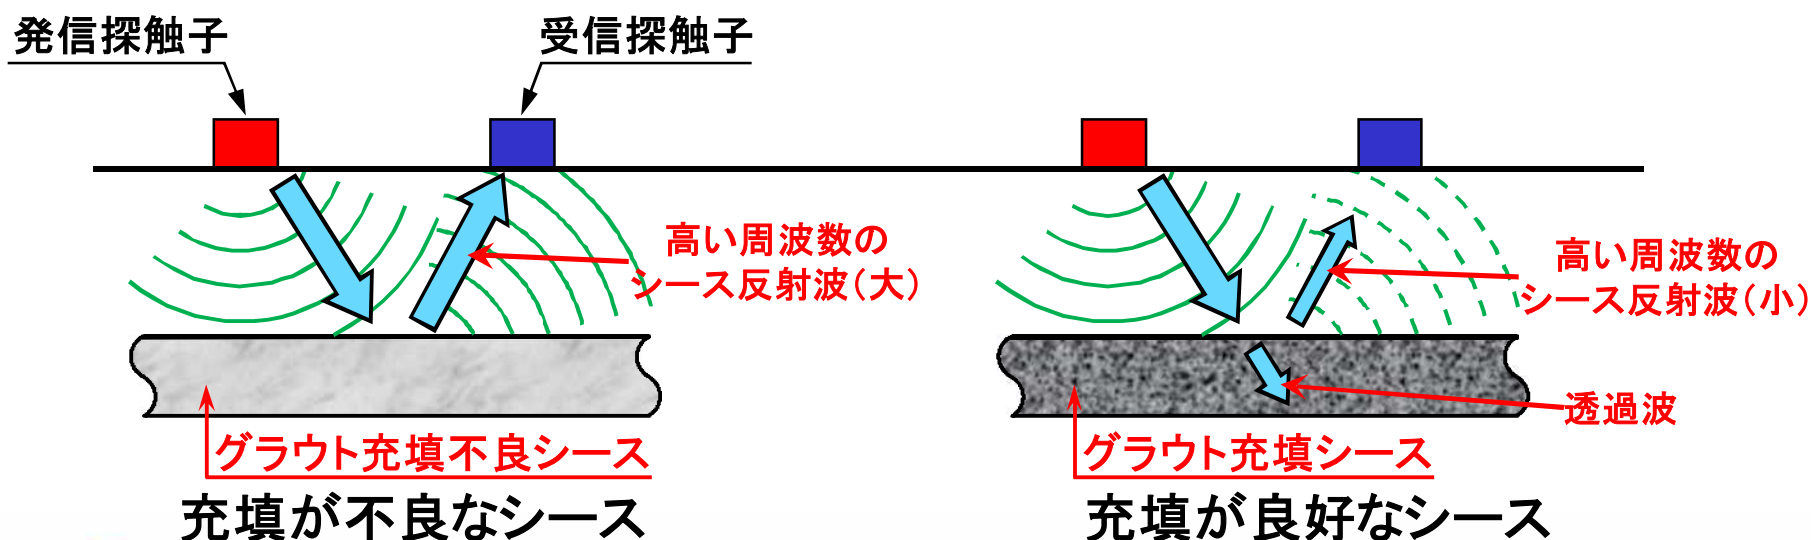 発信探触子
受信探触子
高い周波数の
シース反射波(大)
高い周波数の
シース反射波(小)
透過波
グラウト充填不良シース
グラウト充填シース
充填が不良なシース
充填が良好なシース